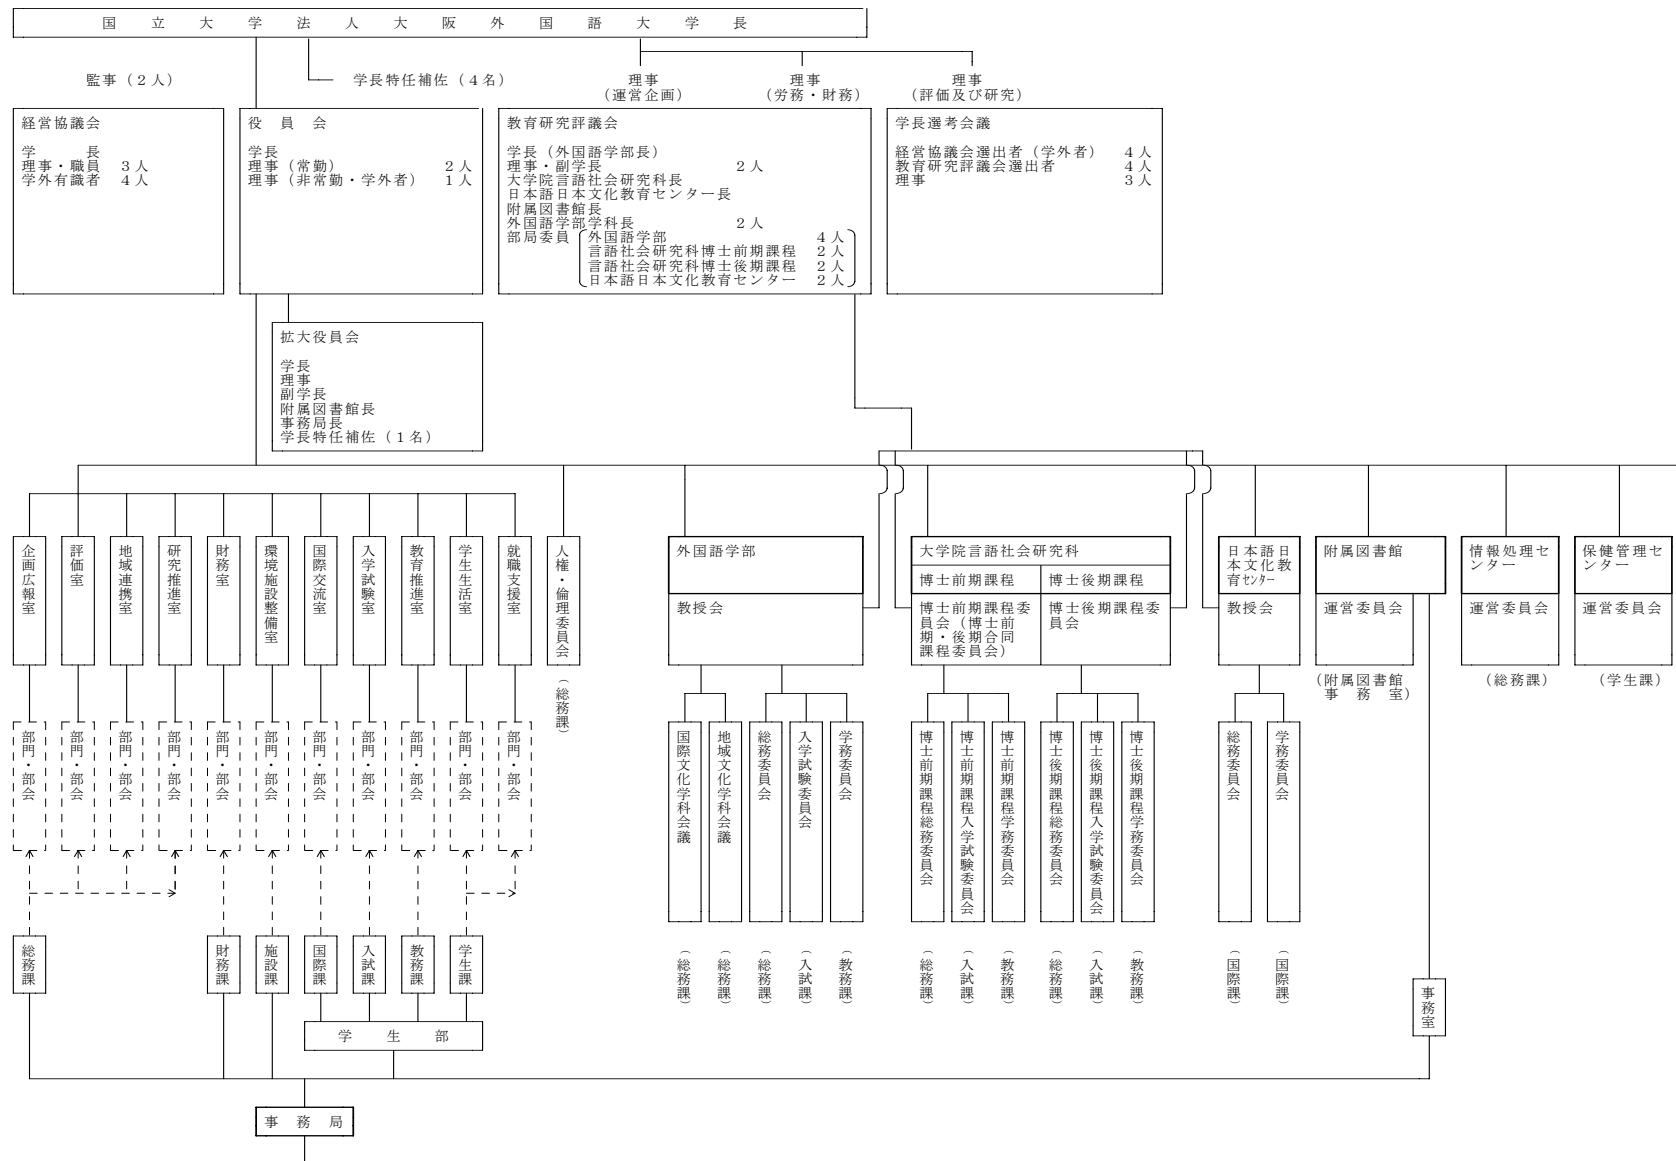 国立大学法人大阪外国語大学長
監事（２人）
学長特任補佐（４名）
理事
（運営企画）
理事
（労務・財務）
理事
（評価及び研究）
経営協議会
学　　　長
理事・職員　３人
学外有識者　４人
役　員　会
学長
理事（常勤）　２人
理事（非常勤・学外者）　１人
教育研究評議会
学長（外国語学部長）
理事・副学長　２人
大学院言語社会研究科長
日本語日本文化教育センター長
附属図書館長
外国語学部学科長　２人
部局委員　外国語学部　４人
言語社会研究科博士前期課程　２人
言語社会研究科博士後期課程　２人
日本語日本文化教育センター　２人
学長選考会議
経営協議会選出者（学外者）　４人
教育研究評議会選出者　４人
理事　３人
拡大役員会
学長
理事
副学長
附属図書館長
事務局長
学長特任補佐（１名）
企画広報室
評価室
地域連携室
研究推進室
財務室
環境施設整備室
国際交流室
入学試験室
教育推進室
学生生活室
就職支援室
人権・倫理委員会
（総務課）
外国語学部
教授会
大学院言語社会研究科
博士前期課程
博士後期課程
博士前期課程委
員会（博士前
期・後期合同
課程委員会）
博士後期課程委
員会
日本語日
本文化教
育センター
教授会
附属図書館
運営委員会
（附属図書館
事　務　室）
情報処理セ
ンター
運営委員会
（総務課）
保健管理セ
ンター
運営委員会
（学生課）
部門・部会
部門・部会
部門・部会
部門・部会
部門・部会
部門・部会
部門・部会
部門・部会
部門・部会
部門・部会
部門・部会
国際文化学科会議
地域文化学科会議
総務委員会
入学試験委員会
学務委員会
博士前期課程総務委員会
博士前期課程入学試験委員会
博士前期課程学務委員会
博士後期課程総務委員会
博士後期課程入学試験委員会
博士後期課程学務委員会
総務委員会
学務委員会
総務課
財務課
施設課
国際課
入試課
教務課
学生課
（総務課）
（総務課）
（総務課）
（入試課）
（教務課）
（総務課）
（入試課）
（教務課）
（総務課）
（入試課）
（教務課）
（国際課）
（国際課）
事務室
学　生　部
事　務　局